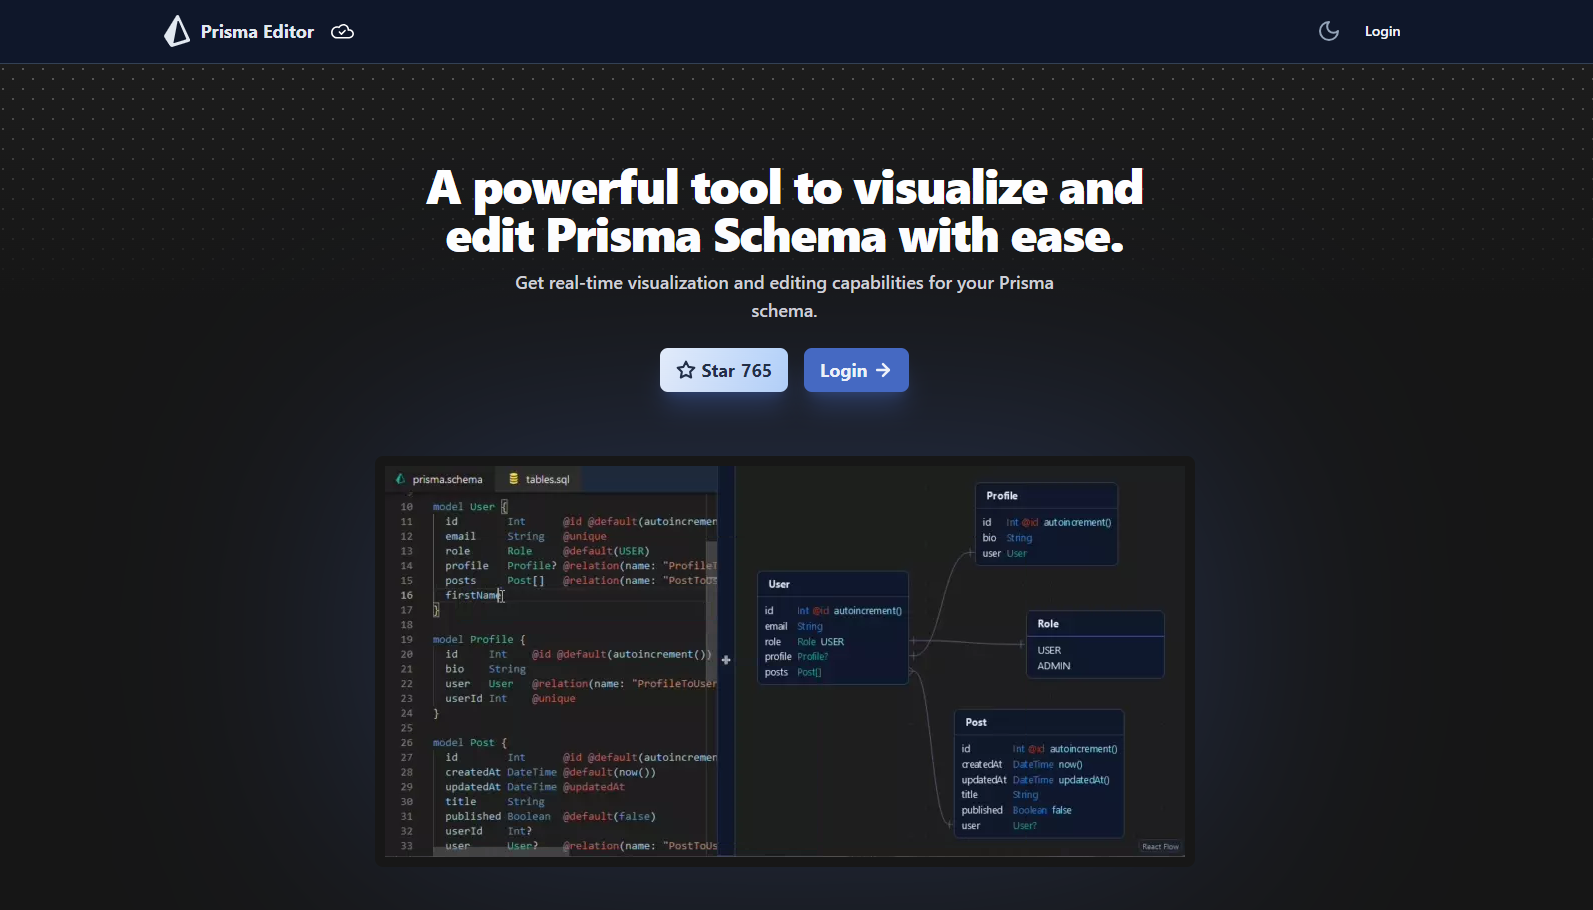 Prisma Editor
Login
A powerful tool to visualize and
edit Prisma Schema with ease.
Get real-time visualization and editing capabilities for your Prisma
schema.
Star 765
Login
prisma.schema
tables.sql
10 model User {
11 id Int @id @default(autoincremen
12 email String @unique
13 role Role @default(USER)
14 profile Profile? @relation(name: "ProfileT
15 posts Post[] @relation(name: "PostToUs
16 firstName
17 }
18
19 model Profile {
20 id Int @id @default(autoincrement())
21 bio String
22 user User @relation(name: "ProfileToUser
23 userId Int @unique
24 }
25
26 model Post {
27 id Int @id @default(autoincremen
28 createdAt DateTime @default(now())
29 updatedAt DateTime @updatedAt
30 title String
31 published Boolean @default(false)
32 userId Int?
33 user User? @relation(name: "PostToUs
User
id Int @id autoincrement()
email String
role Role USER
profile Profile?
posts Post[]
Profile
id Int @id autoincrement()
bio String
user User
Role
USER
ADMIN
Post
id Int @id autoincrement()
createdAt DateTime now()
updatedAt DateTime updatedAt()
title String
published Boolean false
user User?
React Flow